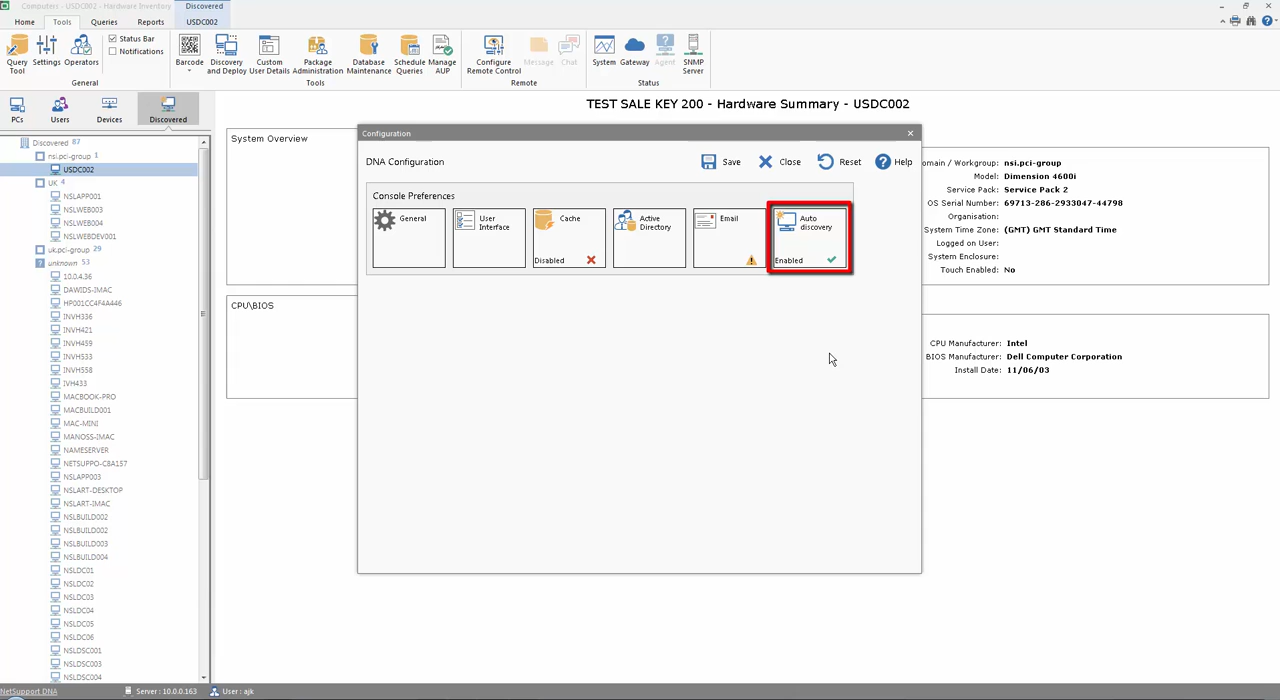 Computers - USDC002 - Hardware Inventory
Discovered
Home
Tools
Queries
Reports
USDC002
Query Tool
Settings
Operators
Status Bar
Notifications
General
Barcode
Discovery and Deploy
Custom User Details
Package Administration
Database Maintenance
Schedule Queries
Manage AUP
Tools
Configure Remote Control
Message
Chat
Remote
System
Gateway
Agent
SNMP Server
Status
PCs
Users
Devices
Discovered
TEST SALE KEY 200 - Hardware Summary - USDC002
Discovered 87
nsi.pci-group 1
USDC002
UK 4
NSLAPP001
NSLWEB003
NSLWEB004
NSLWEBDEV001
uk.pci-group 29
unknown 53
10.0.4.36
DAWIDS-IMAC
HP001CC4F4A446
INVH336
INVH421
INVH459
INVH533
INVH558
IVH433
MACBOOK-PRO
MACBUILD001
MAC-MINI
MANOSS-IMAC
NAMESERVER
NETSUPPO-C8A157
NSLAPP003
NSLART-DESKTOP
NSLART-IMAC
NSLBUILD002
NSLBUILD002
NSLBUILD003
NSLBUILD004
NSLDC01
NSLDC02
NSLDC03
NSLDC04
NSLDC05
NSLDC06
NSLDSC001
NSLDSC003
NSLDSC004
System Overview
CPU\BIOS
Configuration
DNA Configuration
Save
Close
Reset
Help
Console Preferences
General
User Interface
Cache
Disabled
Active Directory
Email
Auto discovery
Enabled
omain / Workgroup: nsi.pci-group
Model: Dimension 4600i
Service Pack: Service Pack 2
OS Serial Number: 69713-286-2933047-44798
Organisation:
System Time Zone: (GMT) GMT Standard Time
Logged on User:
System Enclosure:
Touch Enabled: No
CPU Manufacturer: Intel
BIOS Manufacturer: Dell Computer Corporation
Install Date: 11/06/03
NetSupport DNA
Server : 10.0.0.163
User : ajk